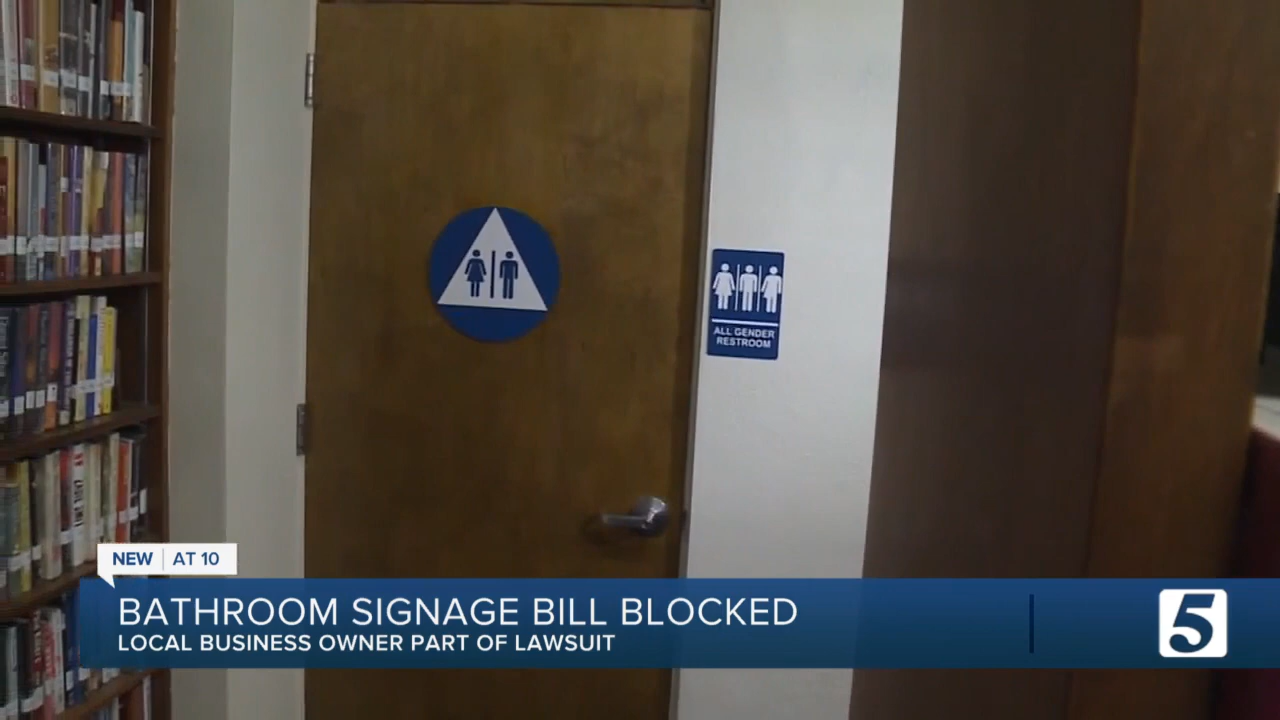 ALL GENDER
RESTROOM
NEW AT 10
BATHROOM SIGNAGE BILL BLOCKED
LOCAL BUSINESS OWNER PART OF LAWSUIT
5